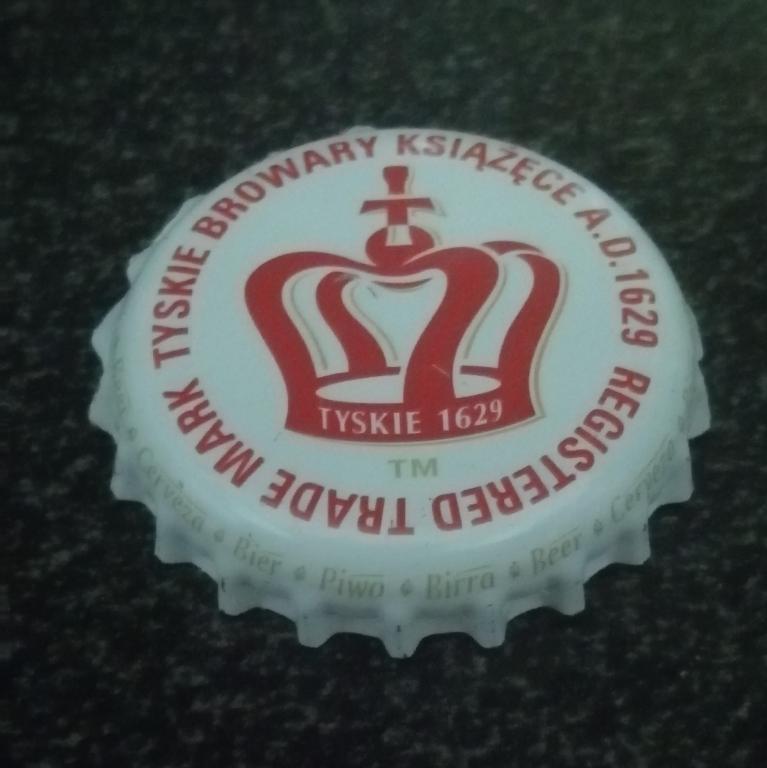 TYSKIE BROWARY KSIĄŻĘCE A.D.1629 REGISTERED TRADE MARK
TYSKIE 1629
TM
Cerveza Bier Piwo Birra Beer Cerveza